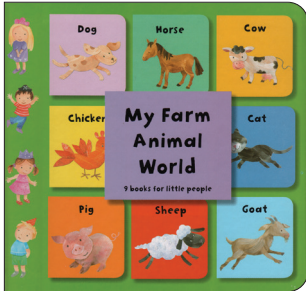 Dog
Horse
Cow
Chicken
My Farm
Animal
World
9 books for little people
Cat
Pig
Sheep
Goat